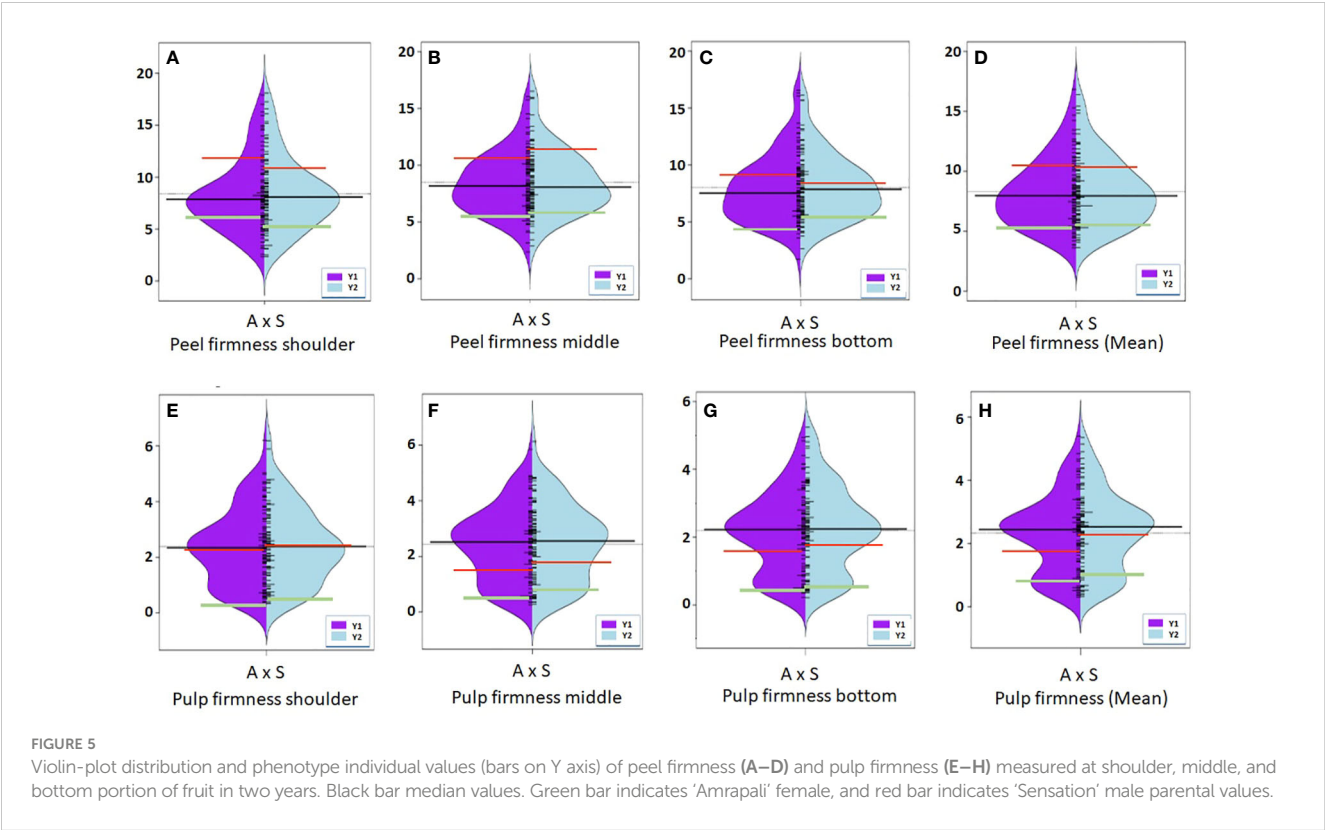 A
20
15
10
5
0
Y1
Y2
A x S
Peel firmness shoulder
B
20
15
10
5
0
Y1
Y2
A x S
Peel firmness middle
C
20
15
10
5
0
Y1
Y2
A x S
Peel firmness bottom
D
20
15
10
5
0
Y1
Y2
A x S
Peel firmness (Mean)
E
6
4
2
0
Y1
Y2
A x S
Pulp firmness shoulder
F
6
4
2
0
Y1
Y2
A x S
Pulp firmness middle
G
6
4
2
0
Y1
Y2
A x S
Pulp firmness bottom
H
6
4
2
0
Y1
Y2
A x S
Pulp firmness (Mean)
FIGURE 5
Violin-plot distribution and phenotype individual values (bars on Y axis) of peel firmness (A–D) and pulp firmness (E–H) measured at shoulder, middle, and
bottom portion of fruit in two years. Black bar median values. Green bar indicates ‘Amrapali’ female, and red bar indicates ‘Sensation’ male parental values.